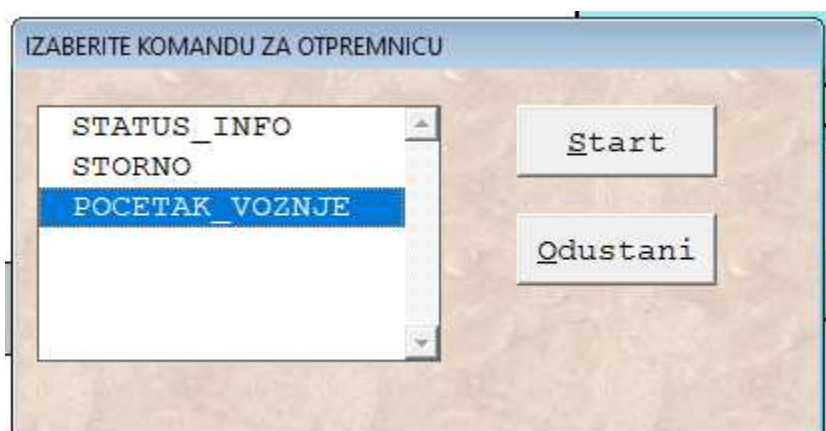 IZABERITE KOMANDU ZA OTPREMNICU
STATUS_INFO
STORNO
POCETAK_VOZNJE
Start
Odustani